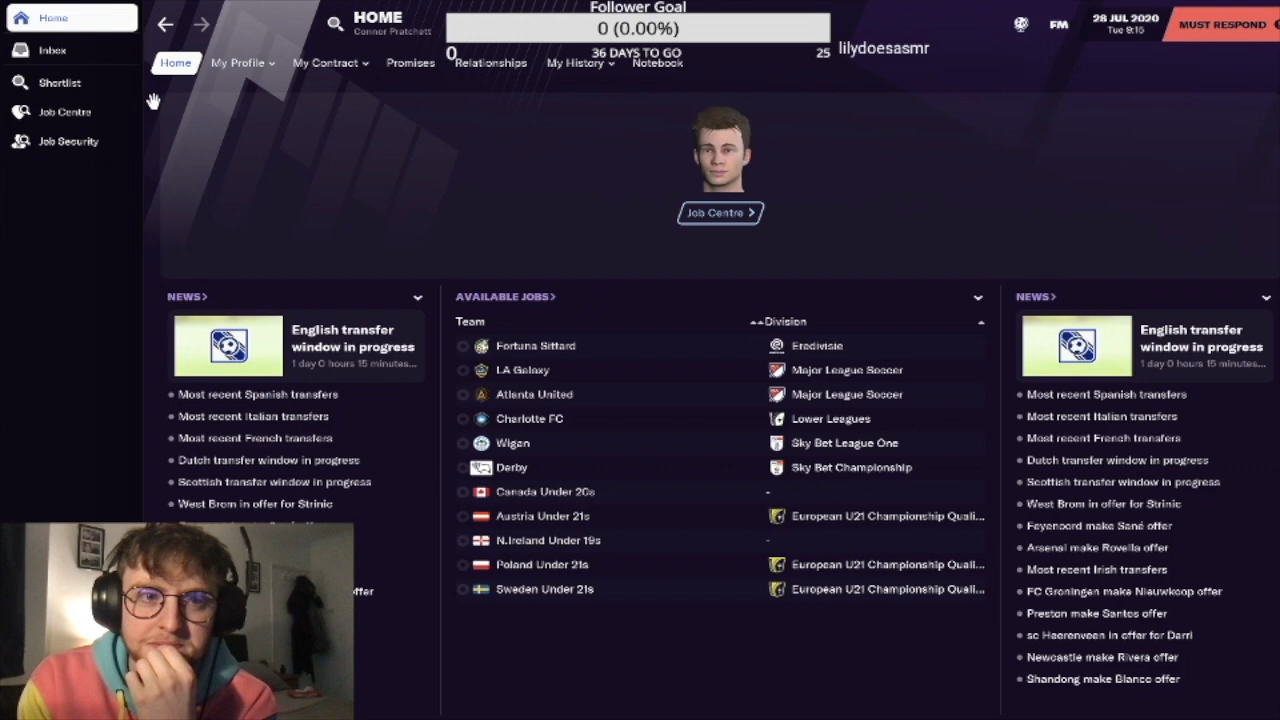 Home
Inbox
Shortlist
Job Centre
Job Security
HOME
Connor Pratchett
Follower Goal
0 (0.00%)
0
36 DAYS TO GO
25
lilydoesasmr
FM
28 JUL 2020
Tue 9:15
MUST RESPOND
Home
My Profile
My Contract
Promises
Relationships
My History
Notebook
Job Centre >
NEWS>
English transfer
window in progress
1 day 0 hours 15 minutes...
Most recent Spanish transfers
Most recent Italian transfers
Most recent French transfers
Dutch transfer window in progress
Scottish transfer window in progress
West Brom in offer for Strinic
offer
AVAILABLE JOBS>
Team Division
Fortuna Sittard Eredivisie
LA Galaxy Major League Soccer
Atlanta United Major League Soccer
Charlotte FC Lower Leagues
Wigan Sky Bet League One
Derby Sky Bet Championship
Canada Under 20s -
Austria Under 21s European U21 Championship Quali...
N.Ireland Under 19s -
Poland Under 21s European U21 Championship Quali...
Sweden Under 21s European U21 Championship Quali...
NEWS>
English transfer
window in progress
1 day 0 hours 15 minutes...
Most recent Spanish transfers
Most recent Italian transfers
Most recent French transfers
Dutch transfer window in progress
Scottish transfer window in progress
West Brom in offer for Strinic
Feyenoord make Sané offer
Arsenal make Rovella offer
Most recent Irish transfers
FC Groningen make Nieuwkoop offer
Preston make Santos offer
sc Heerenveen in offer for Darri
Newcastle make Rivera offer
Shandong make Blanco offer